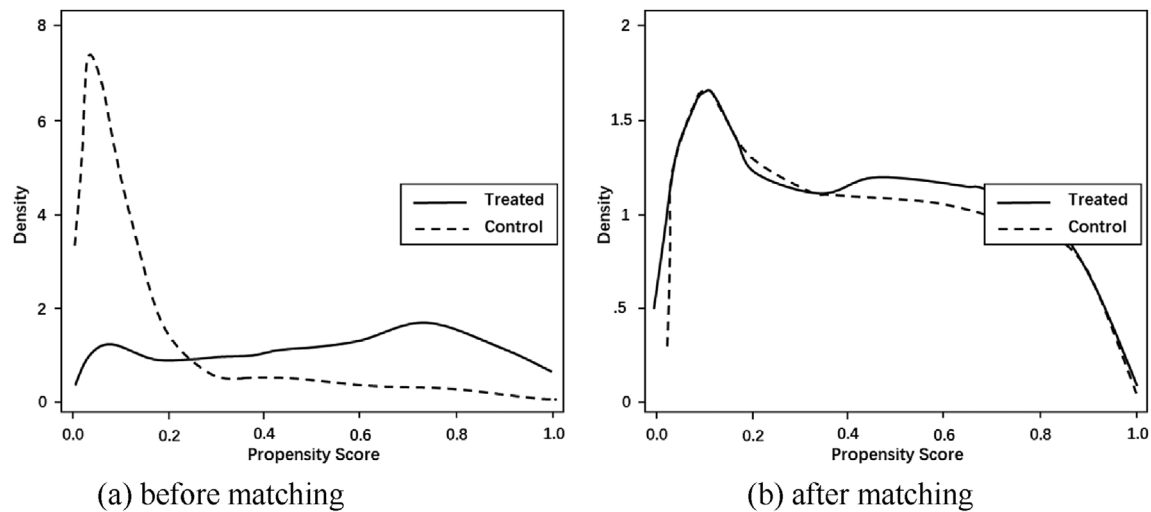 8
6
4
2
0
Density
Treated
Control
0.0 0.2 0.4 0.6 0.8 1.0
Propensity Score
(a) before matching
2
1.5
1
.5
0
Density
Treated
Control
0.0 0.2 0.4 0.6 0.8 1.0
Propensity Score
(b) after matching